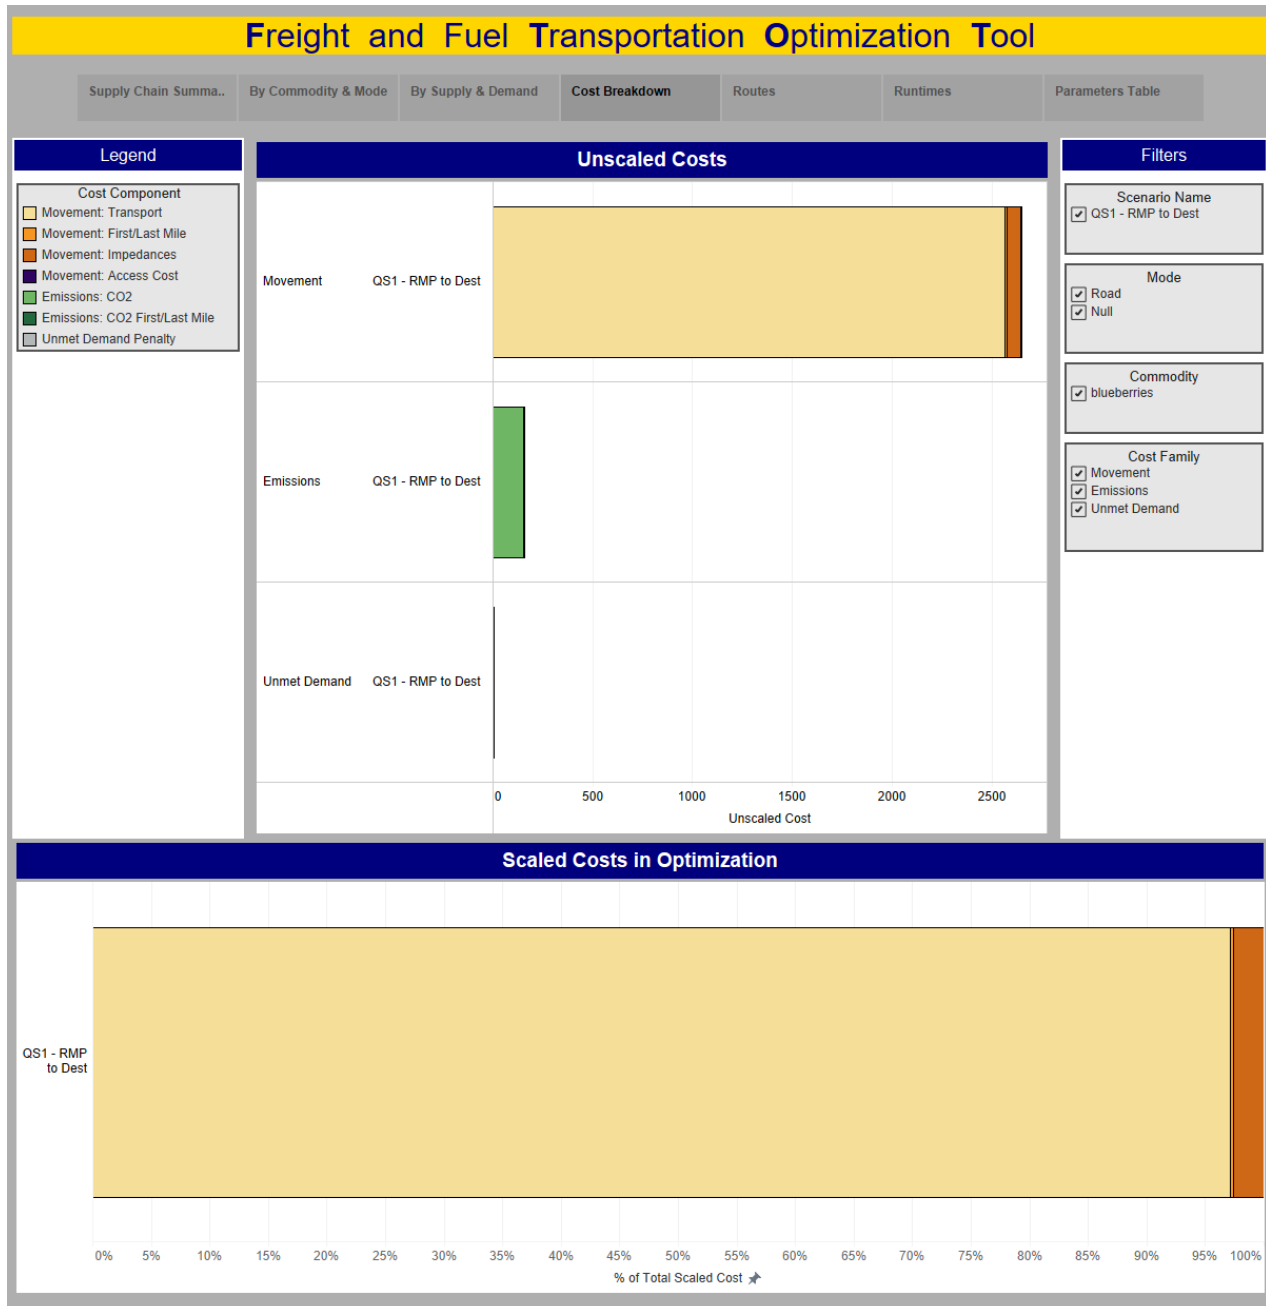 Freight and Fuel Transportation Optimization Tool
Supply Chain Summa..
By Commodity & Mode
By Supply & Demand
Cost Breakdown
Routes
Runtimes
Parameters Table
Legend
Cost Component
Movement: Transport
Movement: First/Last Mile
Movement: Impedances
Movement: Access Cost
Emissions: CO2
Emissions: CO2 First/Last Mile
Unmet Demand Penalty
Unscaled Costs
Movement QS1 - RMP to Dest
Emissions QS1 - RMP to Dest
Unmet Demand QS1 - RMP to Dest
0 500 1000 1500 2000 2500
Unscaled Cost
Filters
Scenario Name
QS1 - RMP to Dest
Mode
Road
Null
Commodity
blueberries
Cost Family
Movement
Emissions
Unmet Demand
Scaled Costs in Optimization
QS1 - RMP
to Dest
0% 5% 10% 15% 20% 25% 30% 35% 40% 45% 50% 55% 60% 65% 70% 75% 80% 85% 90% 95% 100%
% of Total Scaled Cost